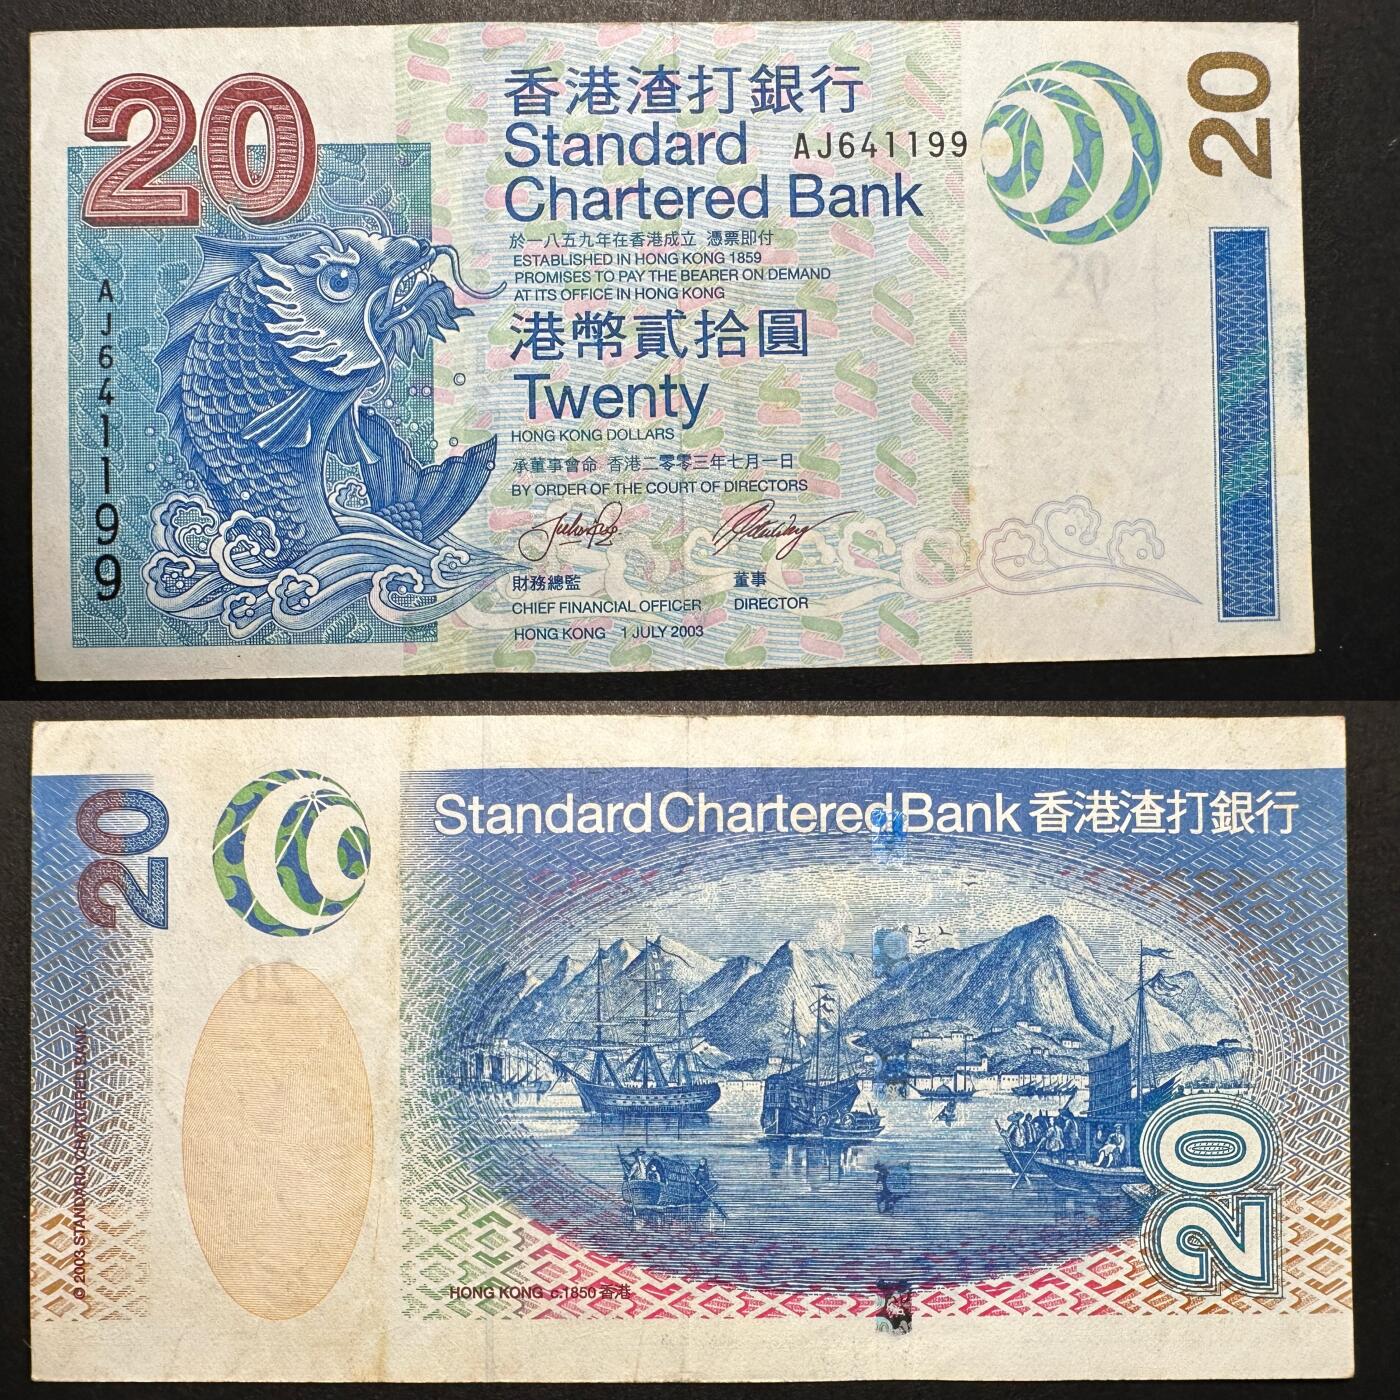 20
香港渣打銀行
Standard
Chartered Bank
AJ641199
20
於一八五九年在香港成立 憑票即付
ESTABLISHED IN HONG KONG 1859
PROMISES TO PAY THE BEARER ON DEMAND
AT ITS OFFICE IN HONG KONG
港幣貳拾圓
Twenty
HONG KONG DOLLARS
承董事會命 香港二零零三年七月一日
BY ORDER OF THE COURT OF DIRECTORS
財務總監
董事
CHIEF FINANCIAL OFFICER
DIRECTOR
HONG KONG 1 JULY 2003
AJ641199
20
20
Standard Chartered Bank 香港渣打銀行
© 2003 STANDARD CHARTERED BANK
HONG KONG c.1850 香港
20